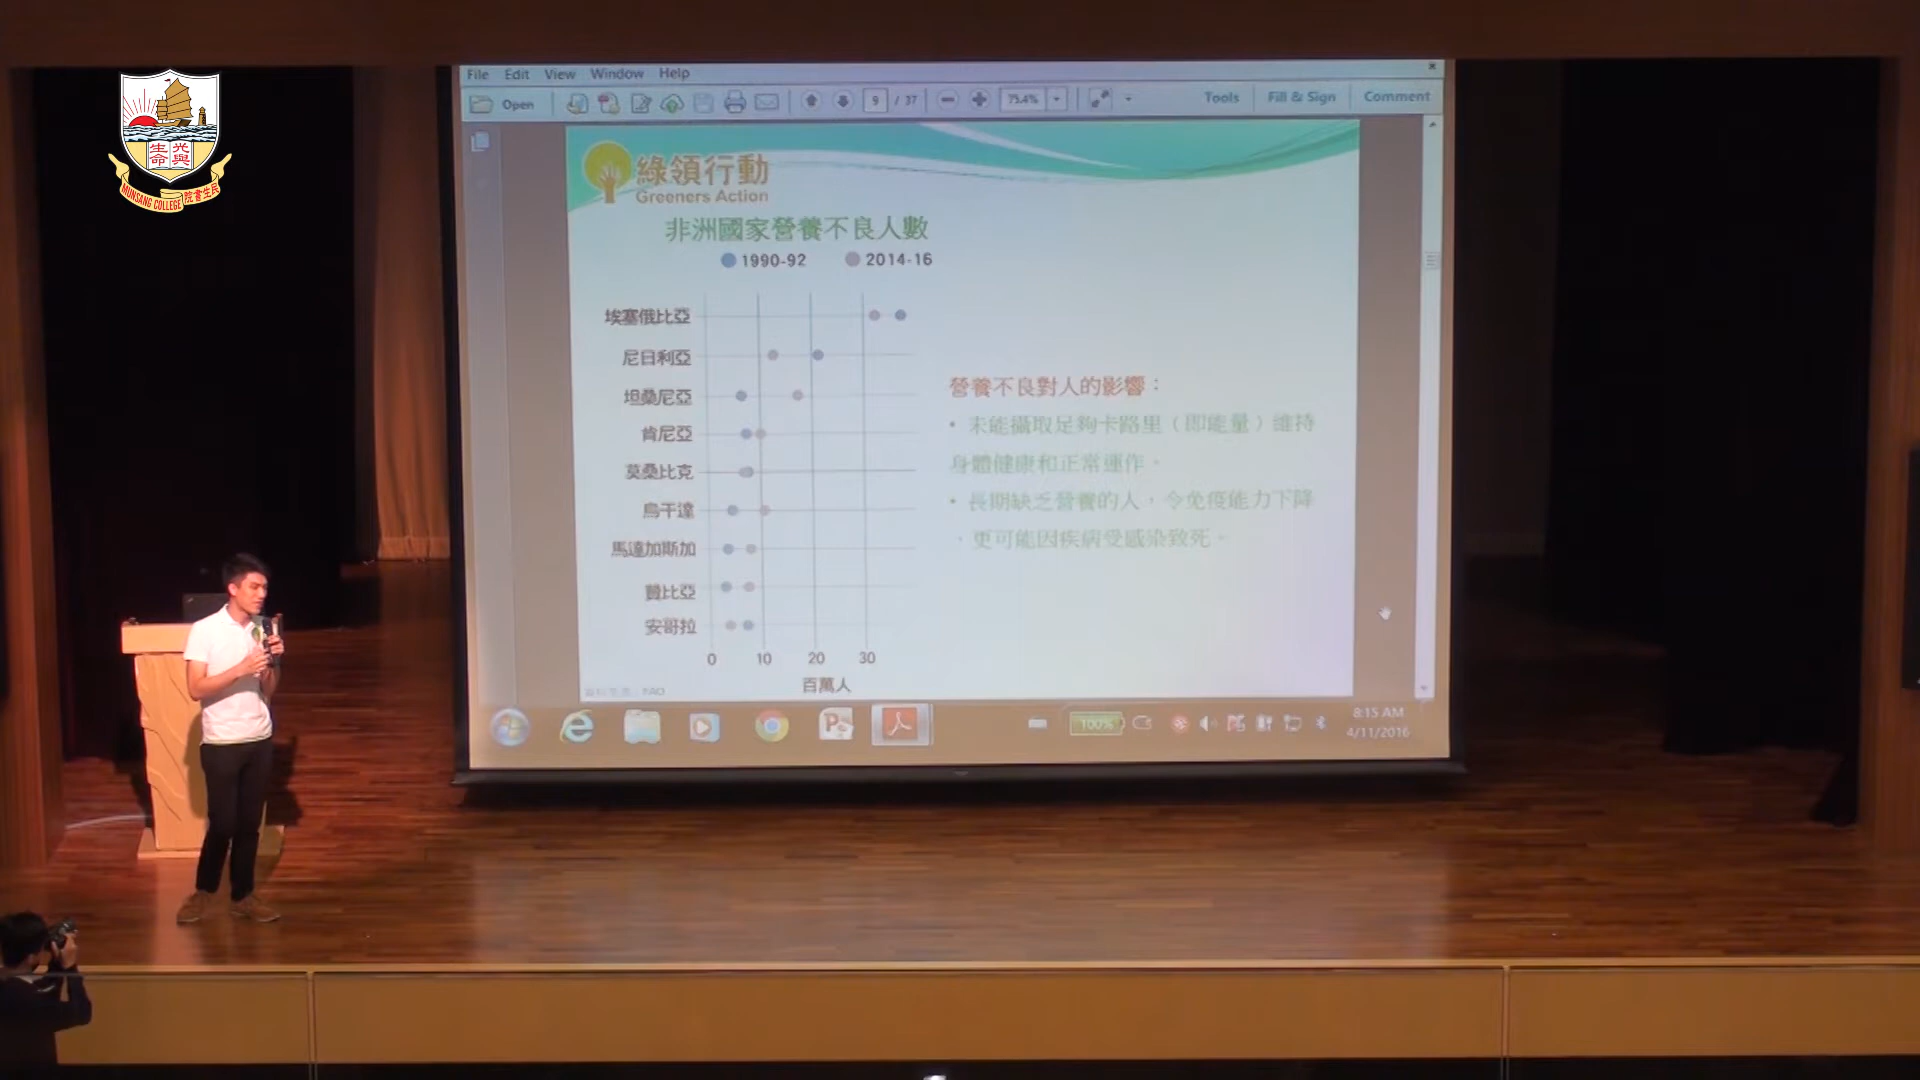 File Edit View Window Help
Open 9 / 37 75.4% Tools Fill & Sign Comment
生命 光與
MUNSANG COLLEGE 院書生民
綠領行動
Greeners Action
非洲國家營養不良人數
1990-92 2014-16
埃塞俄比亞
尼日利亞
坦桑尼亞
肯尼亞
莫桑比克
烏干達
馬達加斯加
贊比亞
安哥拉
0 10 20 30
百萬人
FAO
營養不良對人的影響：
• 未能攝取足夠卡路里（即能量）維持
身體健康和正常運作。
• 長期缺乏營養的人，令免疫能力下降
，更可能因疾病受感染致死。
100%
8:15 AM
4/11/2016